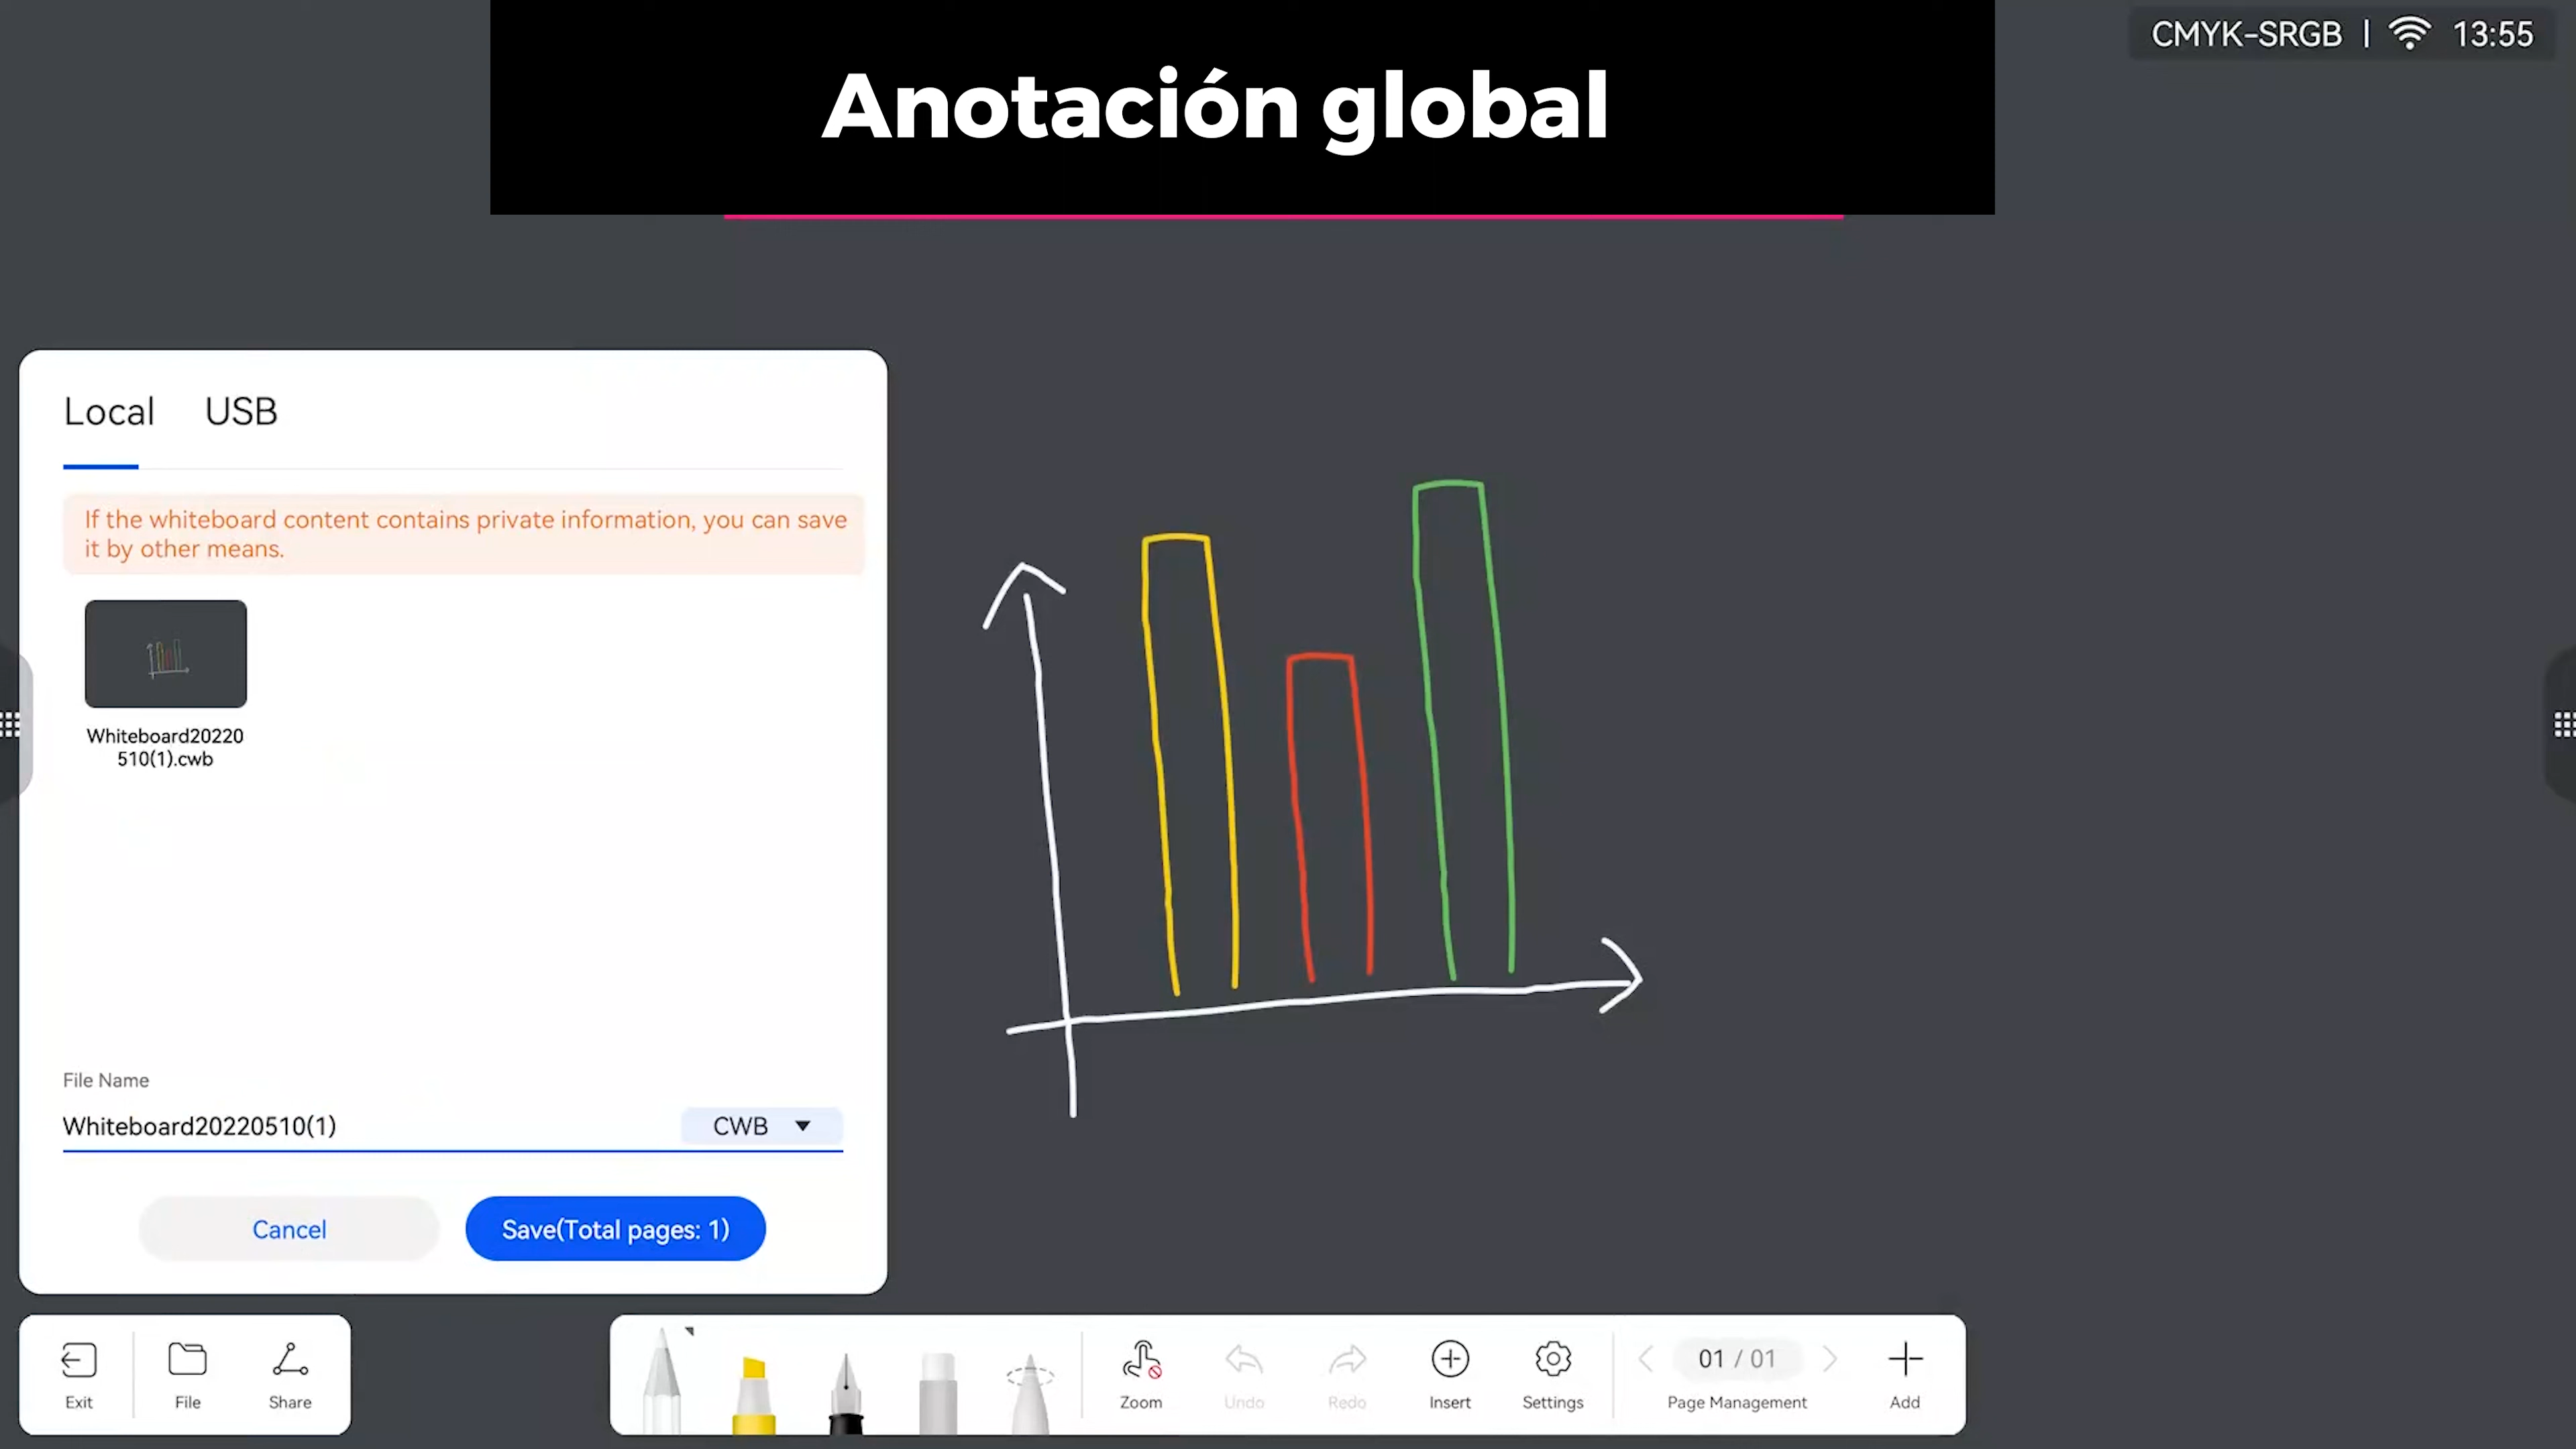 CMYK-SRGB | 13:55
Anotación global
Local USB
If the whiteboard content contains private information, you can save
it by other means.
Whiteboard20220
510(1).cwb
File Name
Whiteboard20220510(1) CWB
Cancel Save(Total pages: 1)
Exit File Share Zoom Undo Redo Insert Settings 01 / 01 Page Management Add